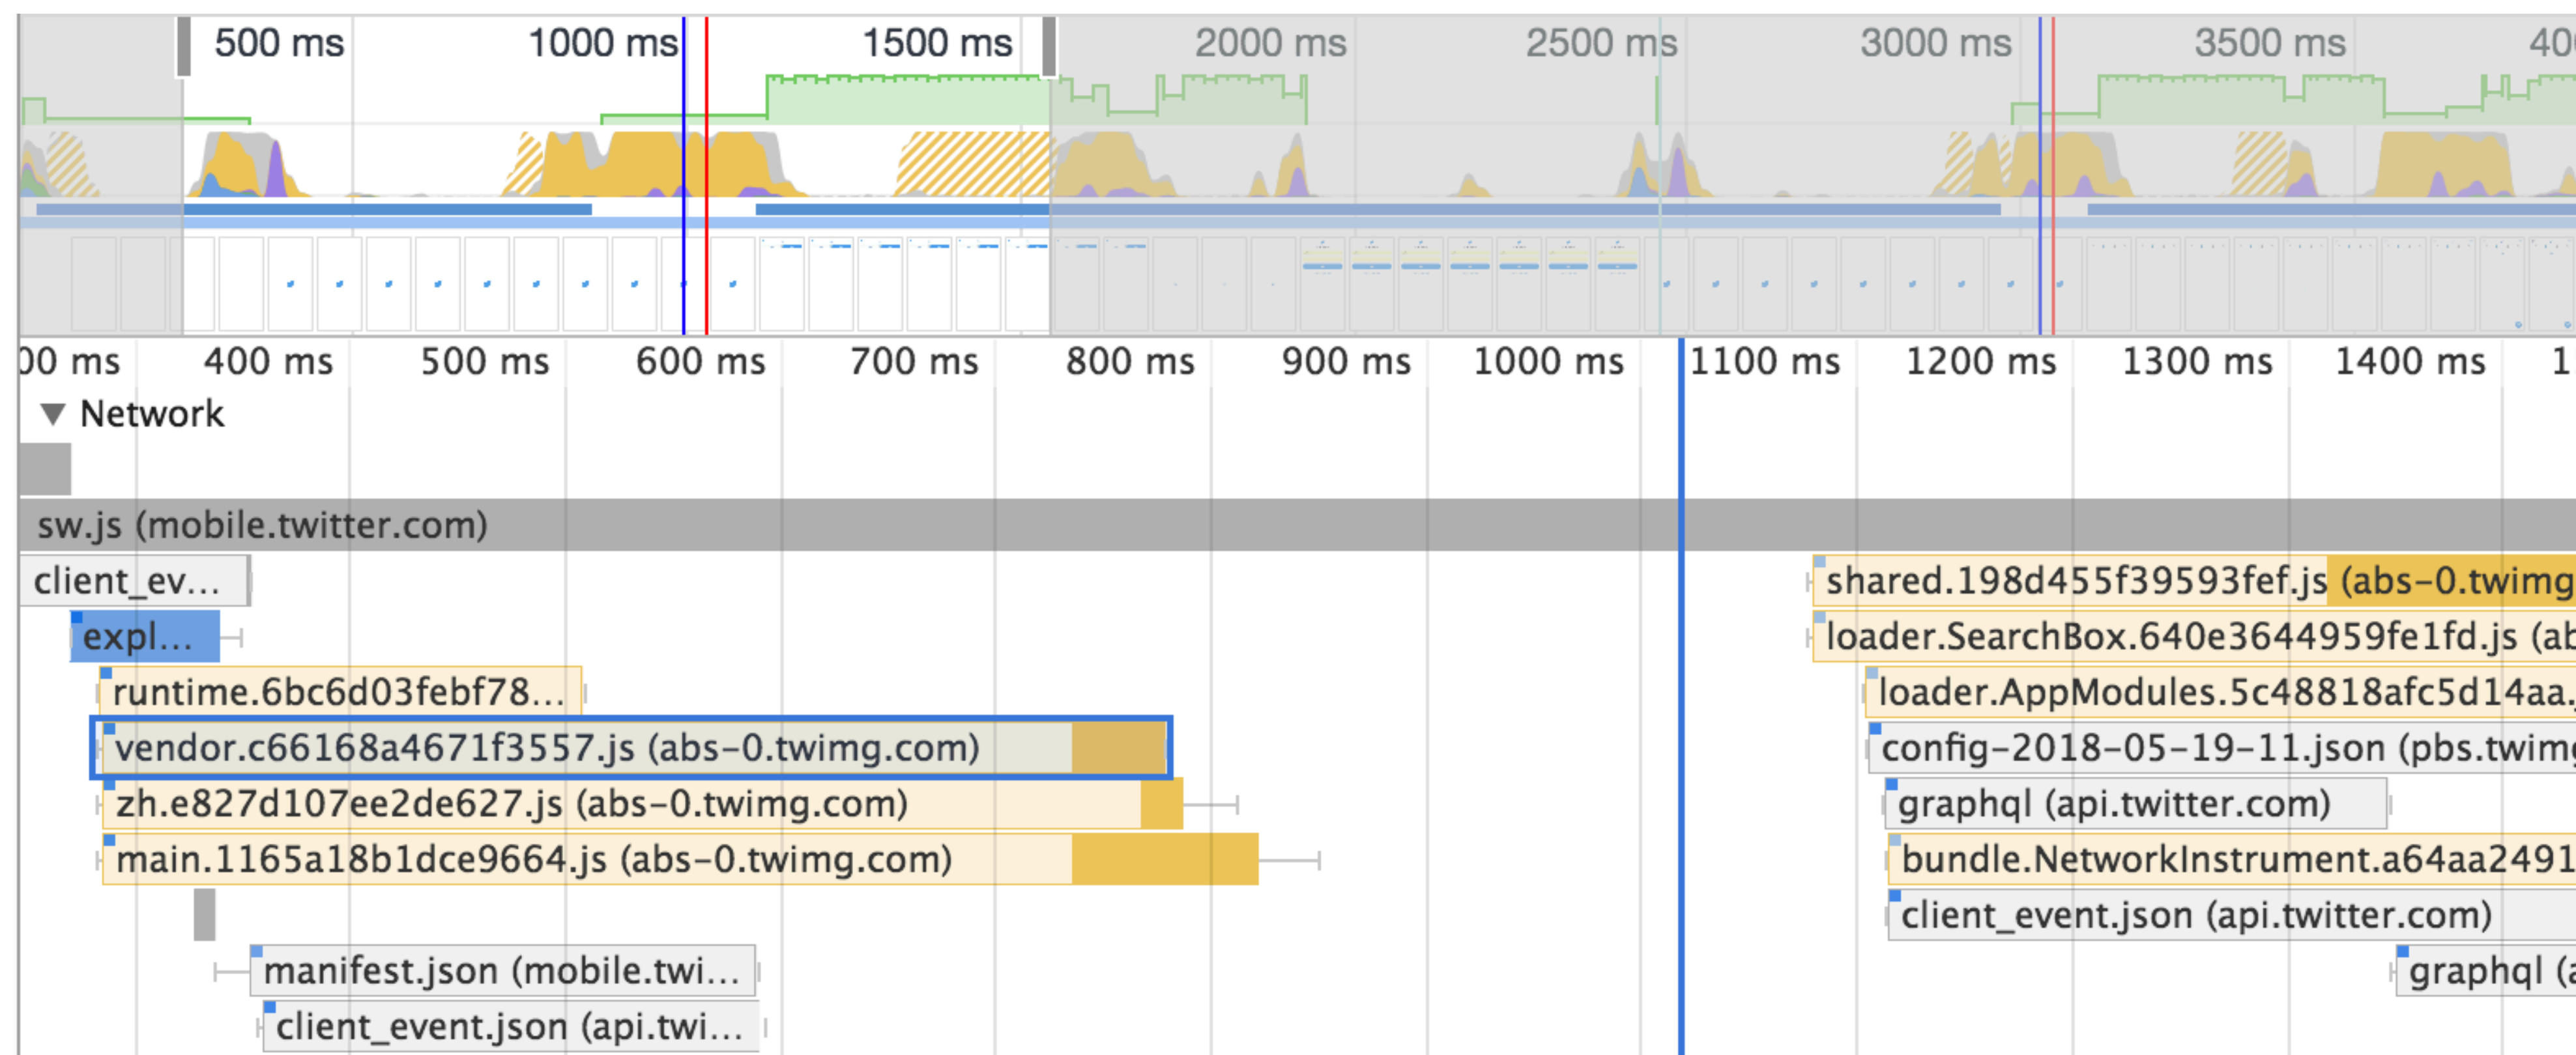 500 ms 1000 ms 1500 ms 2000 ms 2500 ms 3000 ms 3500 ms 400
00 ms 400 ms 500 ms 600 ms 700 ms 800 ms 900 ms 1000 ms 1100 ms 1200 ms 1300 ms 1400 ms 1
▼ Network
sw.js (mobile.twitter.com)
client_ev...
shared.198d455f39593fef.js (abs-0.twimg
expl...
loader.SearchBox.640e3644959fe1fd.js (ab
runtime.6bc6d03febf78...
loader.AppModules.5c48818afc5d14aa.
vendor.c66168a4671f3557.js (abs-0.twimg.com)
config-2018-05-19-11.json (pbs.twimg
zh.e827d107ee2de627.js (abs-0.twimg.com)
graphql (api.twitter.com)
main.1165a18b1dce9664.js (abs-0.twimg.com)
bundle.NetworkInstrument.a64aa2491
client_event.json (api.twitter.com)
manifest.json (mobile.twi...
graphql (a
client_event.json (api.twi...